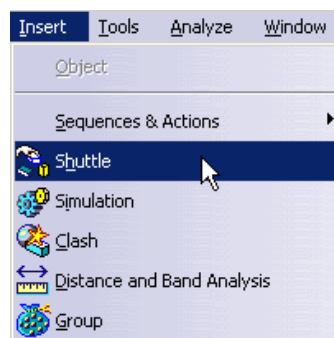 Insert Tools Analyze Window
Object
Sequences & Actions
Shuttle
Simulation
Clash
Distance and Band Analysis
Group